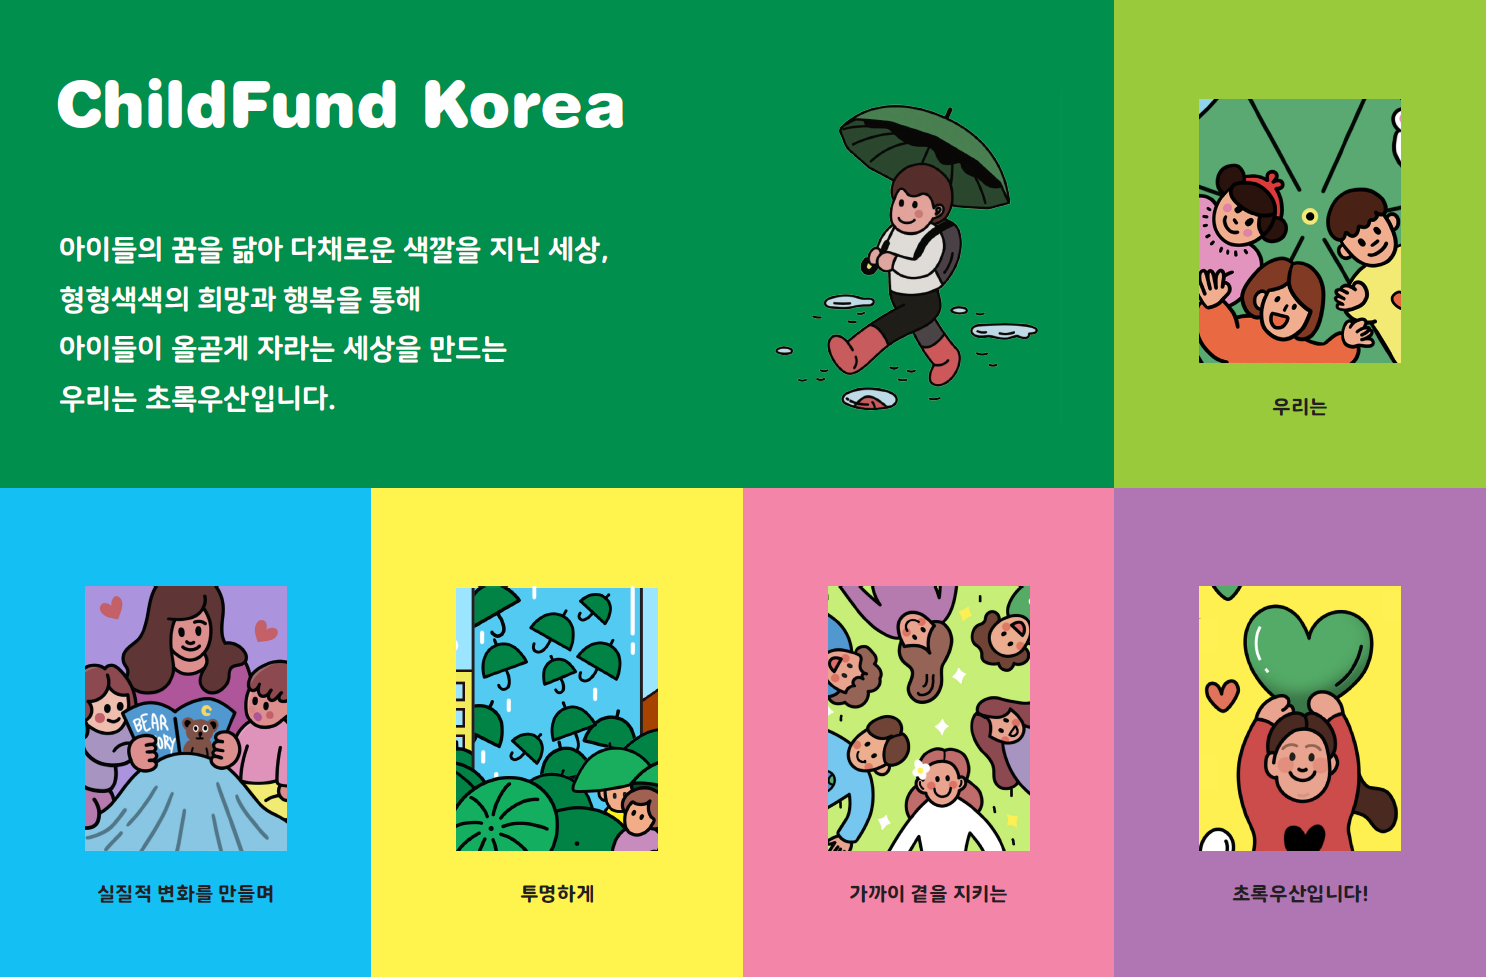 ChildFund Korea
아이들의 꿈을 닮아 다채로운 색깔을 지닌 세상,
형형색색의 희망과 행복을 통해
아이들이 올곧게 자라는 세상을 만드는
우리는 초록우산입니다.
우리는
BEAR
ORY
실질적 변화를 만들며
투명하게
가까이 곁을 지키는
초록우산입니다!